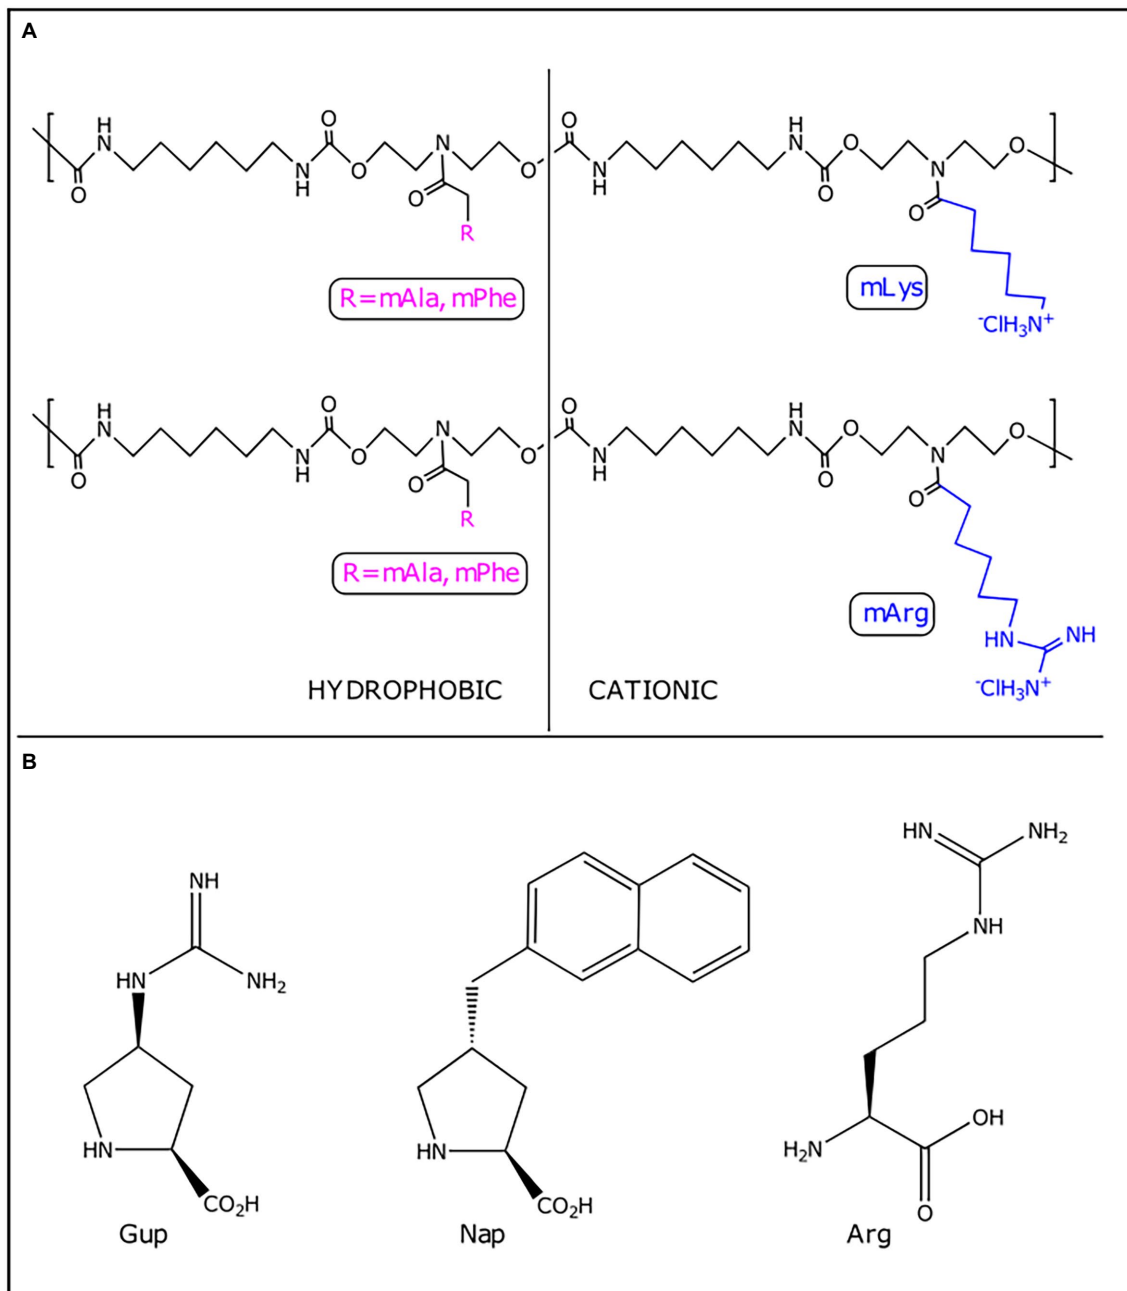 A
H O O H
N N N O O
N O O N N
O H O H O O
R
R=mAla, mPhe
mLys
⁻ClH₃N⁺
H O O H
N N N O O
N O O N N
O H O H O O
R
R=mAla, mPhe
mArg
HN NH
⁻ClH₃N⁺
HYDROPHOBIC CATIONIC
B
NH
HN
NH₂
HN
CO₂H
Gup
HN
CO₂H
Nap
HN NH₂
NH
H₂N
OH
O
Arg